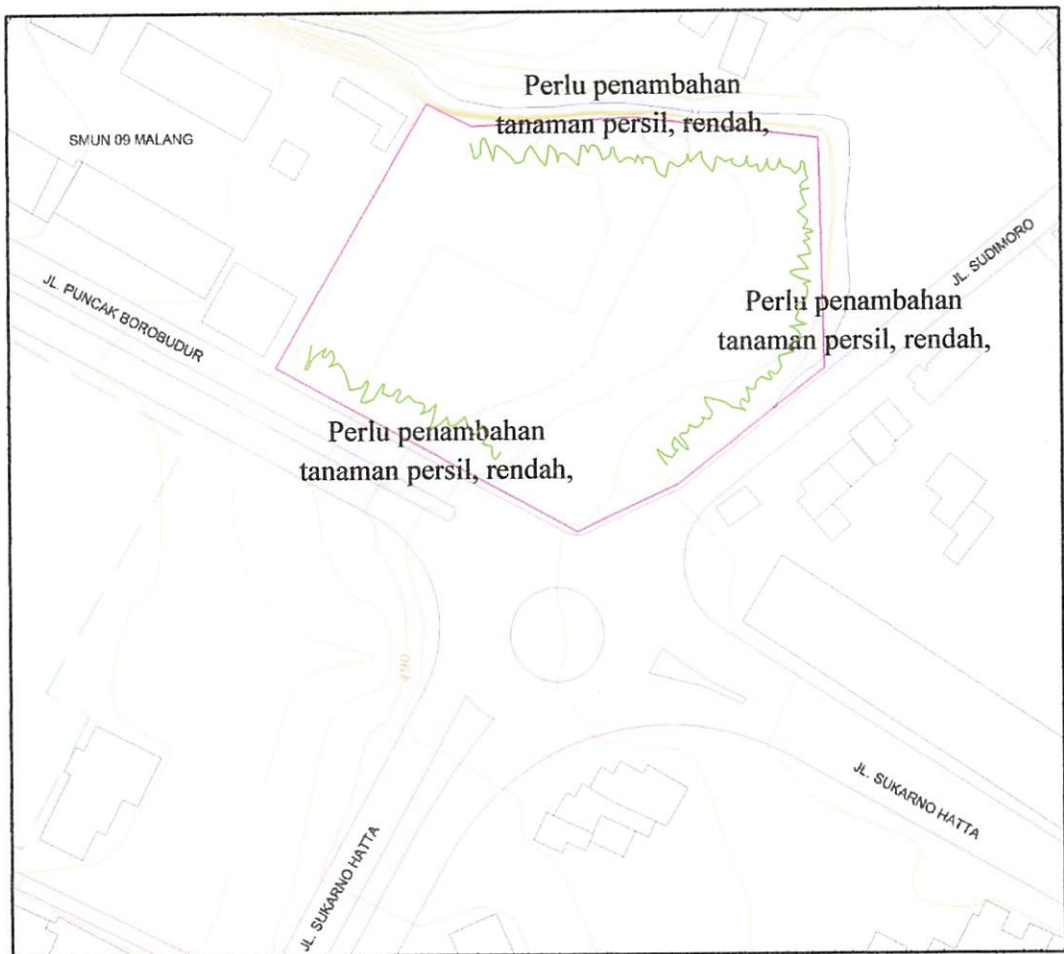 Perlu penambahan
tanaman persil, rendah,
SMUN 09 MALANG
JL. SUDIMORO
JL. PUNCAK BOROBUDUR
Perlu penambahan
tanaman persil, rendah,
Perlu penambahan
tanaman persil, rendah,
490
JL. SUKARNO HATTA
JL. SUKARNO HATTA